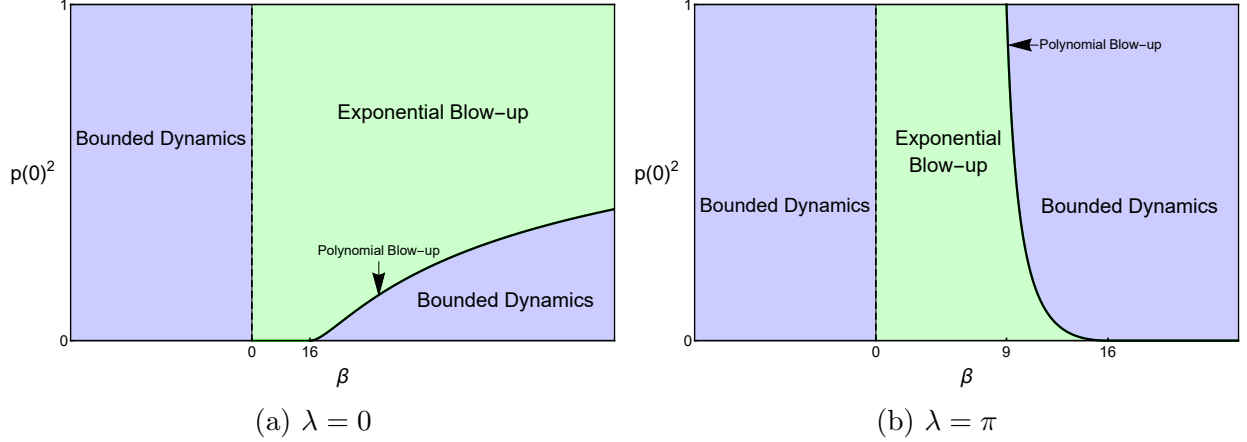 1
Exponential Blow-up
Bounded Dynamics
p(0)²
Polynomial Blow-up
Bounded Dynamics
0
0
16
β
(a) λ = 0
1
Polynomial Blow-up
Exponential
Blow-up
p(0)²
Bounded Dynamics
Bounded Dynamics
0
0
9
16
β
(b) λ = π